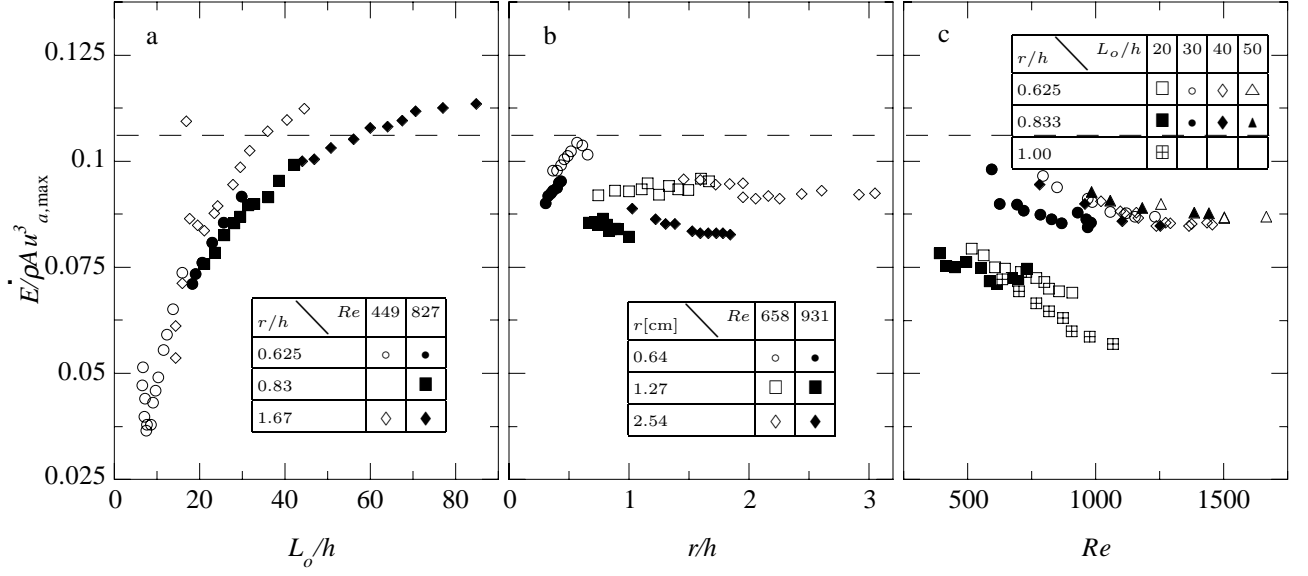 a
b
c
0.125
0.1
0.075
0.05
0.025
Ė/ρAu³a,max
0 20 40 60 80
L_o/h
r/h Re 449 827
0.625
0.83
1.67
0 1 2 3
r/h
r[cm] Re 658 931
0.64
1.27
2.54
500 1000 1500
Re
r/h L_o/h 20 30 40 50
0.625
0.833
1.00